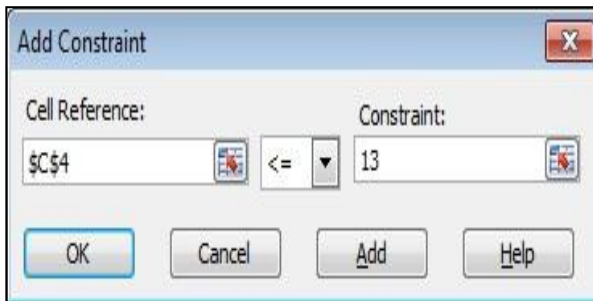 Add Constraint
Cell Reference:
Constraint:
$C$4
<=
13
OK
Cancel
Add
Help